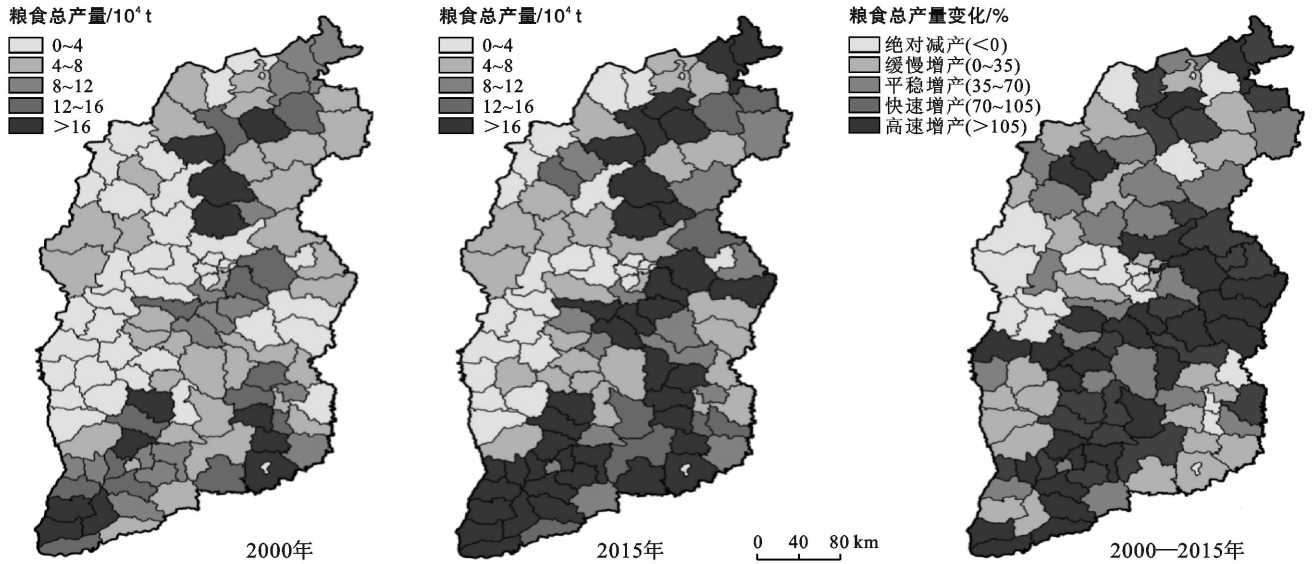 粮食总产量/10⁴ t
0~4
4~8
8~12
12~16
＞16
2000年
粮食总产量/10⁴ t
0~4
4~8
8~12
12~16
＞16
2015年
0 40 80 km
粮食总产量变化/%
绝对减产(<0)
缓慢增产(0~35)
平稳增产(35~70)
快速增产(70~105)
高速增产(>105)
2000—2015年